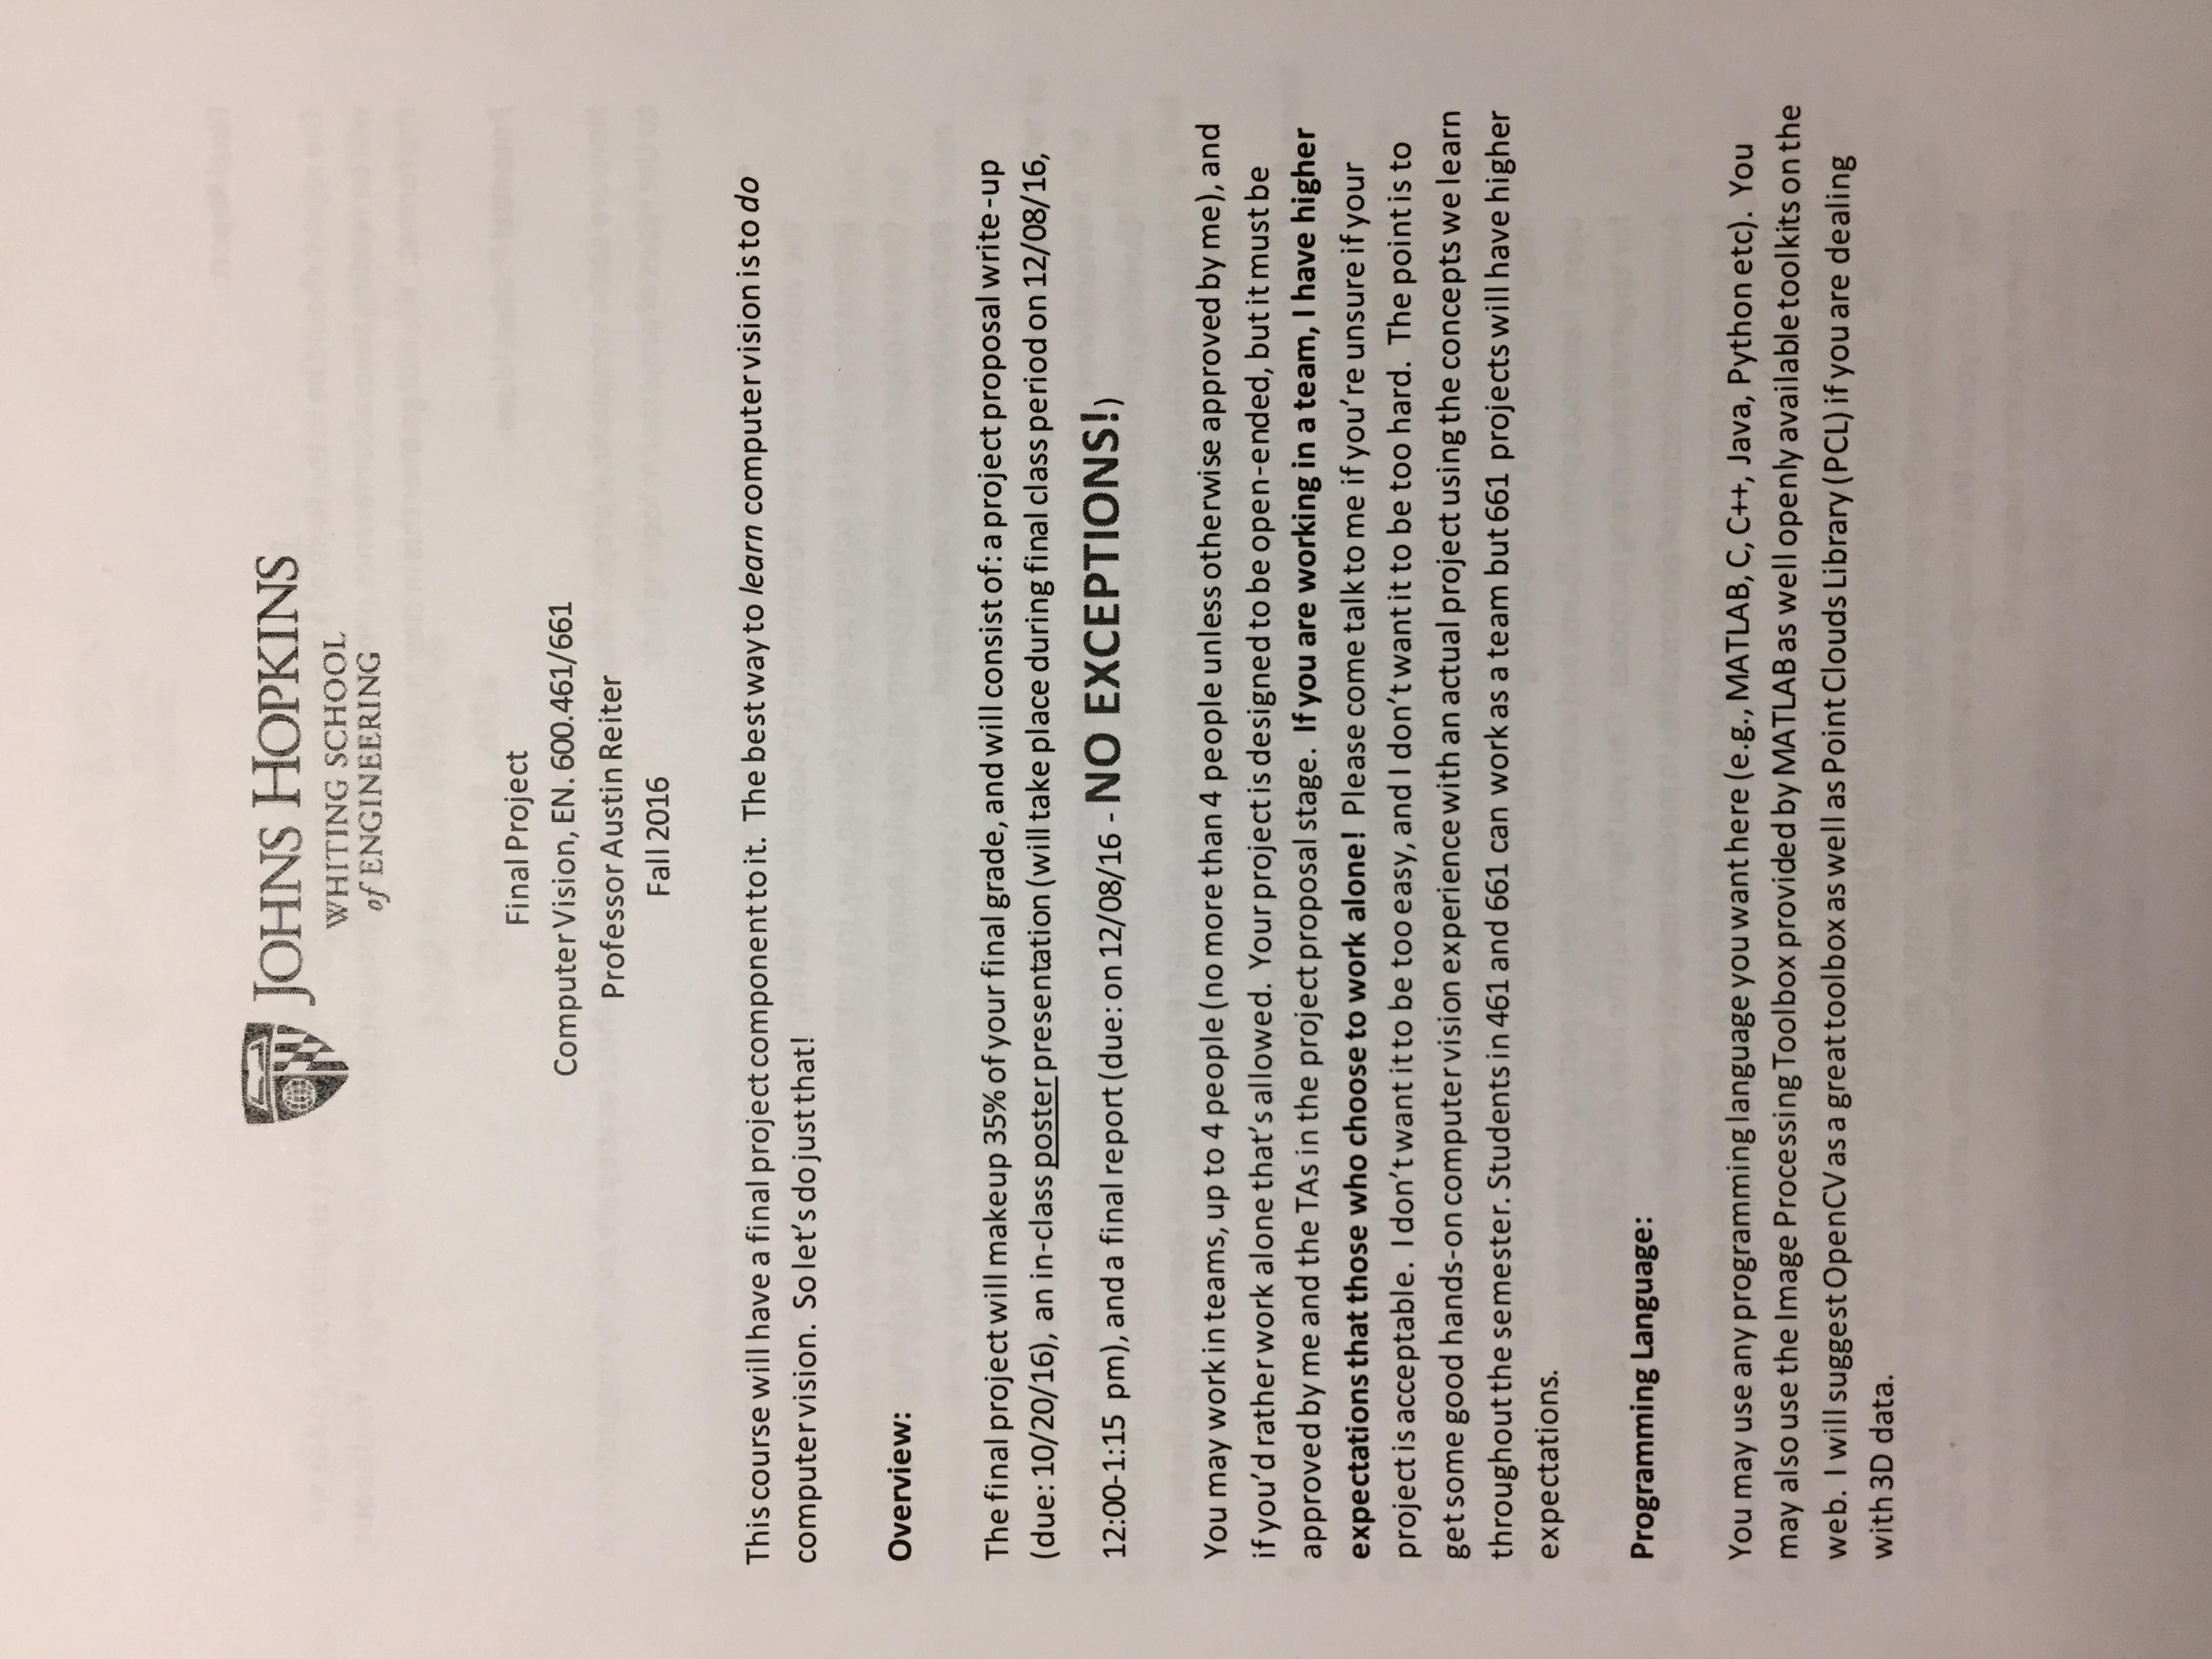 JOHNS HOPKINS
WHITING SCHOOL
of ENGINEERING
Final Project
Computer Vision, EN. 600.461/661
Professor Austin Reiter
Fall 2016
This course will have a final project component to it.  The best way to learn computer vision is to do
computer vision.  So let's do just that!
Overview:
The final project will makeup 35% of your final grade, and will consist of: a project proposal write-up
(due: 10/20/16), an in-class poster presentation (will take place during final class period on 12/08/16,
12:00-1:15 pm), and a final report (due: on 12/08/16 - NO EXCEPTIONS!)
You may work in teams, up to 4 people (no more than 4 people unless otherwise approved by me), and
if you'd rather work alone that's allowed.  Your project is designed to be open-ended, but it must be
approved by me and the TAs in the project proposal stage.  If you are working in a team, I have higher
expectations that those who choose to work alone!  Please come talk to me if you're unsure if your
project is acceptable.  I don't want it to be too easy, and I don't want it to be too hard.  The point is to
get some good hands-on computer vision experience with an actual project using the concepts we learn
throughout the semester. Students in 461 and 661 can work as a team but 661 projects will have higher
expectations.
Programming Language:
You may use any programming language you want here (e.g., MATLAB, C, C++, Java, Python etc).  You
may also use the Image Processing Toolbox provided by MATLAB as well openly available toolkits on the
web.  I will suggest OpenCV as a great toolbox as well as Point Clouds Library (PCL) if you are dealing
with 3D data.